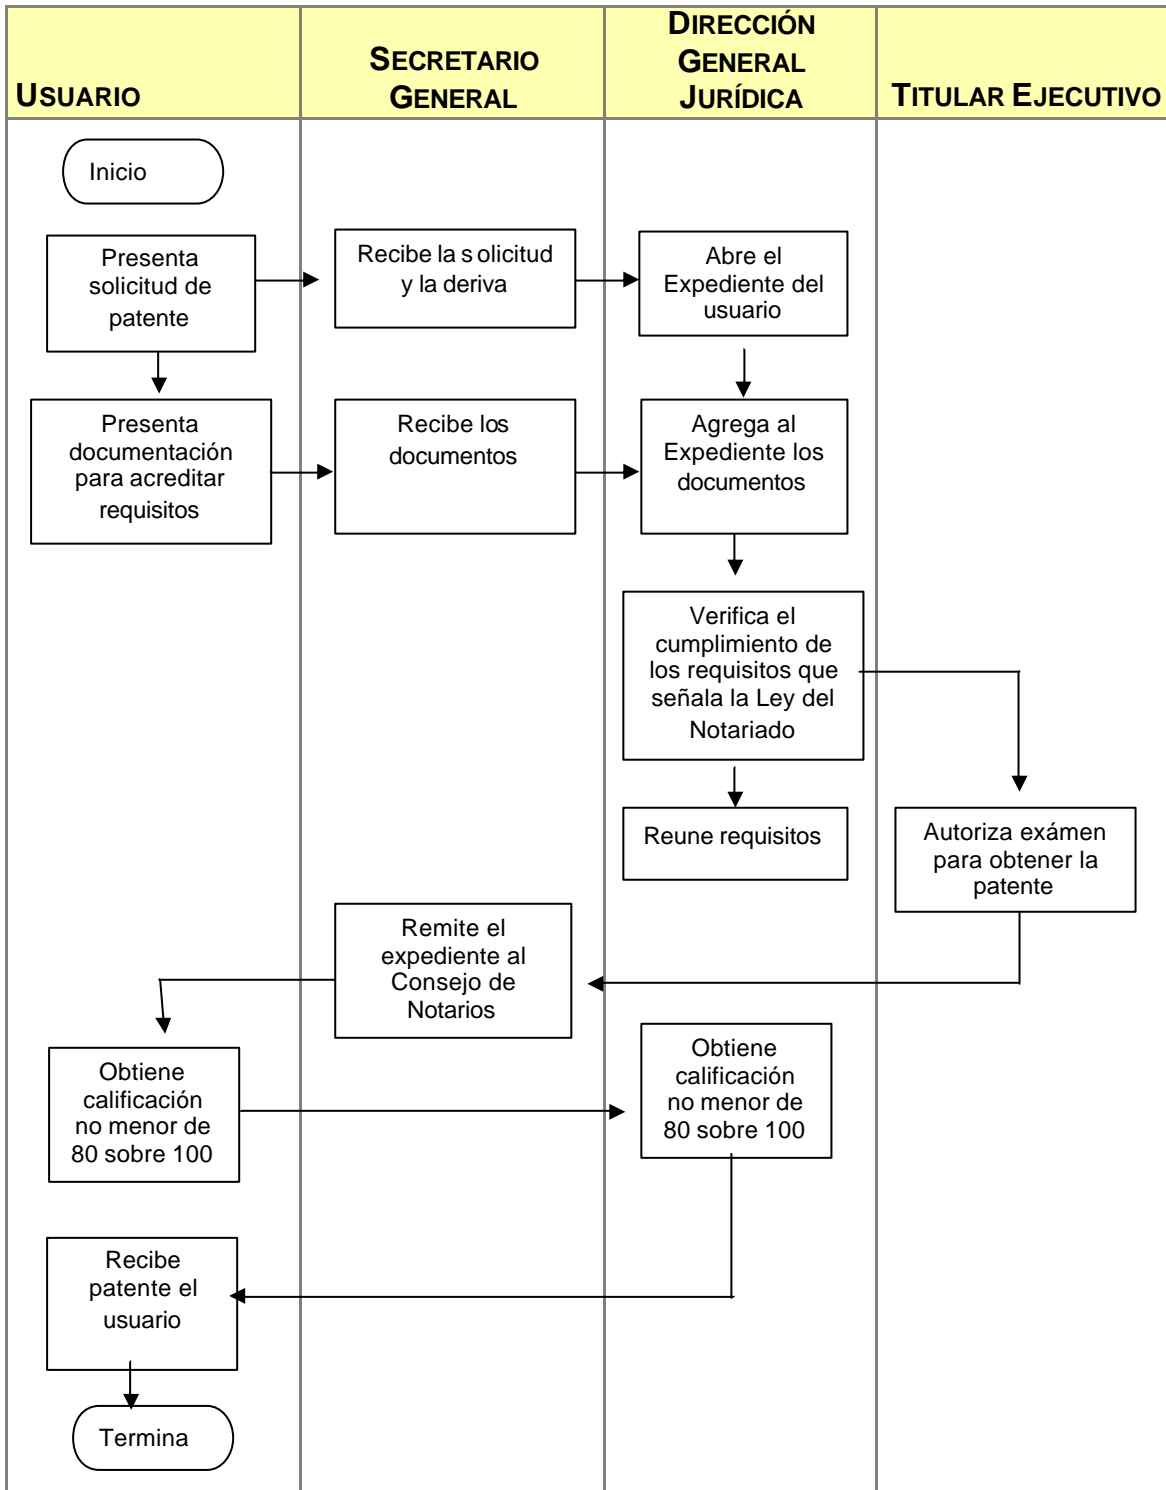 USUARIO
SECRETARIO
GENERAL
DIRECCIÓN
GENERAL
JURÍDICA
TITULAR EJECUTIVO
Inicio
Presenta
solicitud de
patente
Recibe la s olicitud
y la deriva
Abre el
Expediente del
usuario
Presenta
documentación
para acreditar
requisitos
Recibe los
documentos
Agrega al
Expediente los
documentos
Verifica el
cumplimiento de
los requisitos que
señala la Ley del
Notariado
Reune requisitos
Autoriza exámen
para obtener la
patente
Remite el
expediente al
Consejo de
Notarios
Obtiene
calificación
no menor de
80 sobre 100
Obtiene
calificación
no menor de
80 sobre 100
Recibe
patente el
usuario
Termina